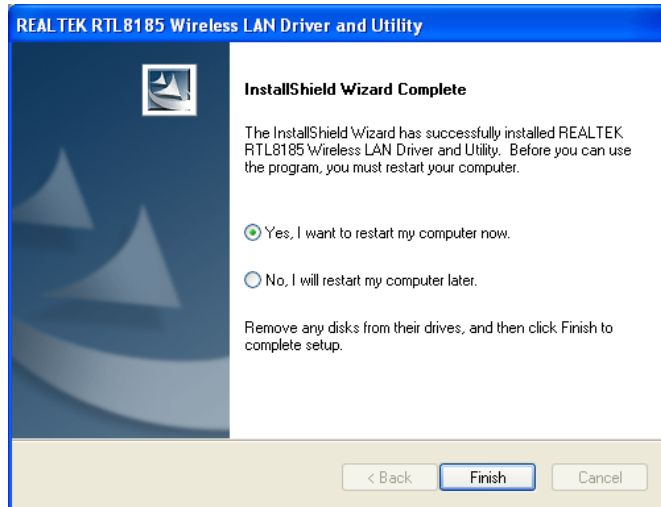 REALTEK RTL8185 Wireless LAN Driver and Utility
InstallShield Wizard Complete
The InstallShield Wizard has successfully installed REALTEK
RTL8185 Wireless LAN Driver and Utility. Before you can use
the program, you must restart your computer.
Yes, I want to restart my computer now.
No, I will restart my computer later.
Remove any disks from their drives, and then click Finish to
complete setup.
< Back Finish Cancel